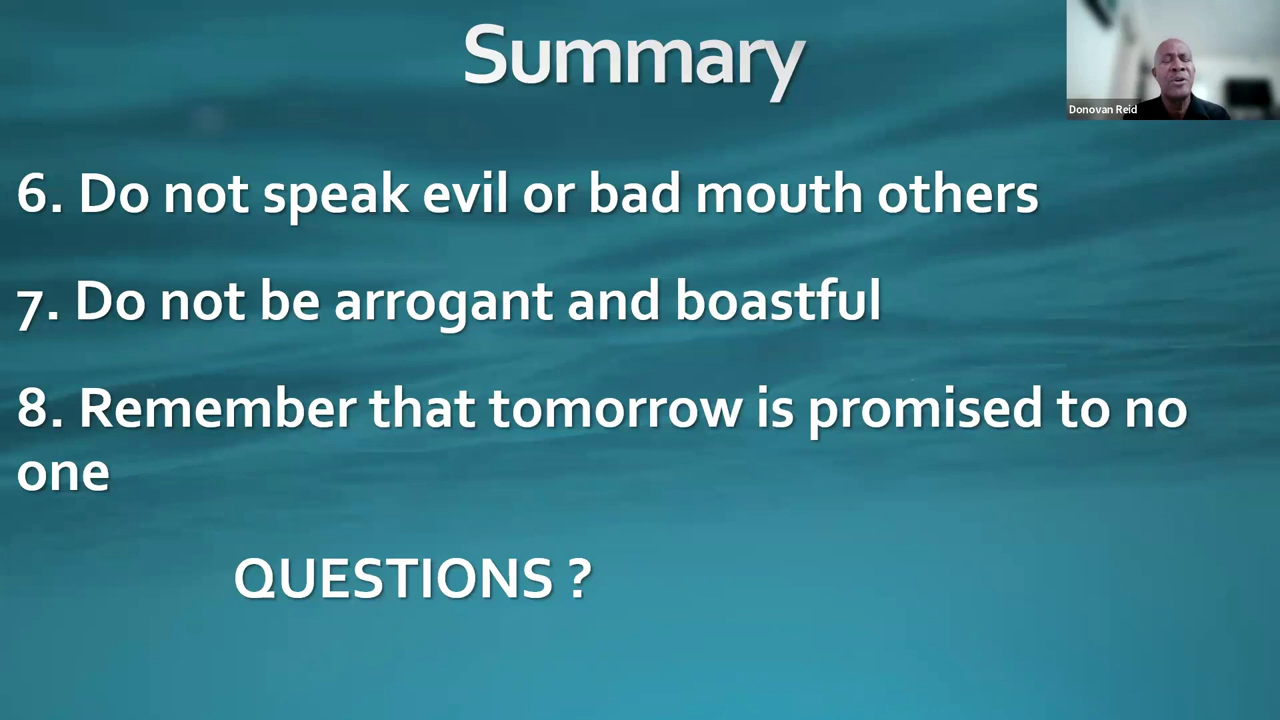 Summary
Donovan Reid
6. Do not speak evil or bad mouth others
7. Do not be arrogant and boastful
8. Remember that tomorrow is promised to no
one
QUESTIONS ?